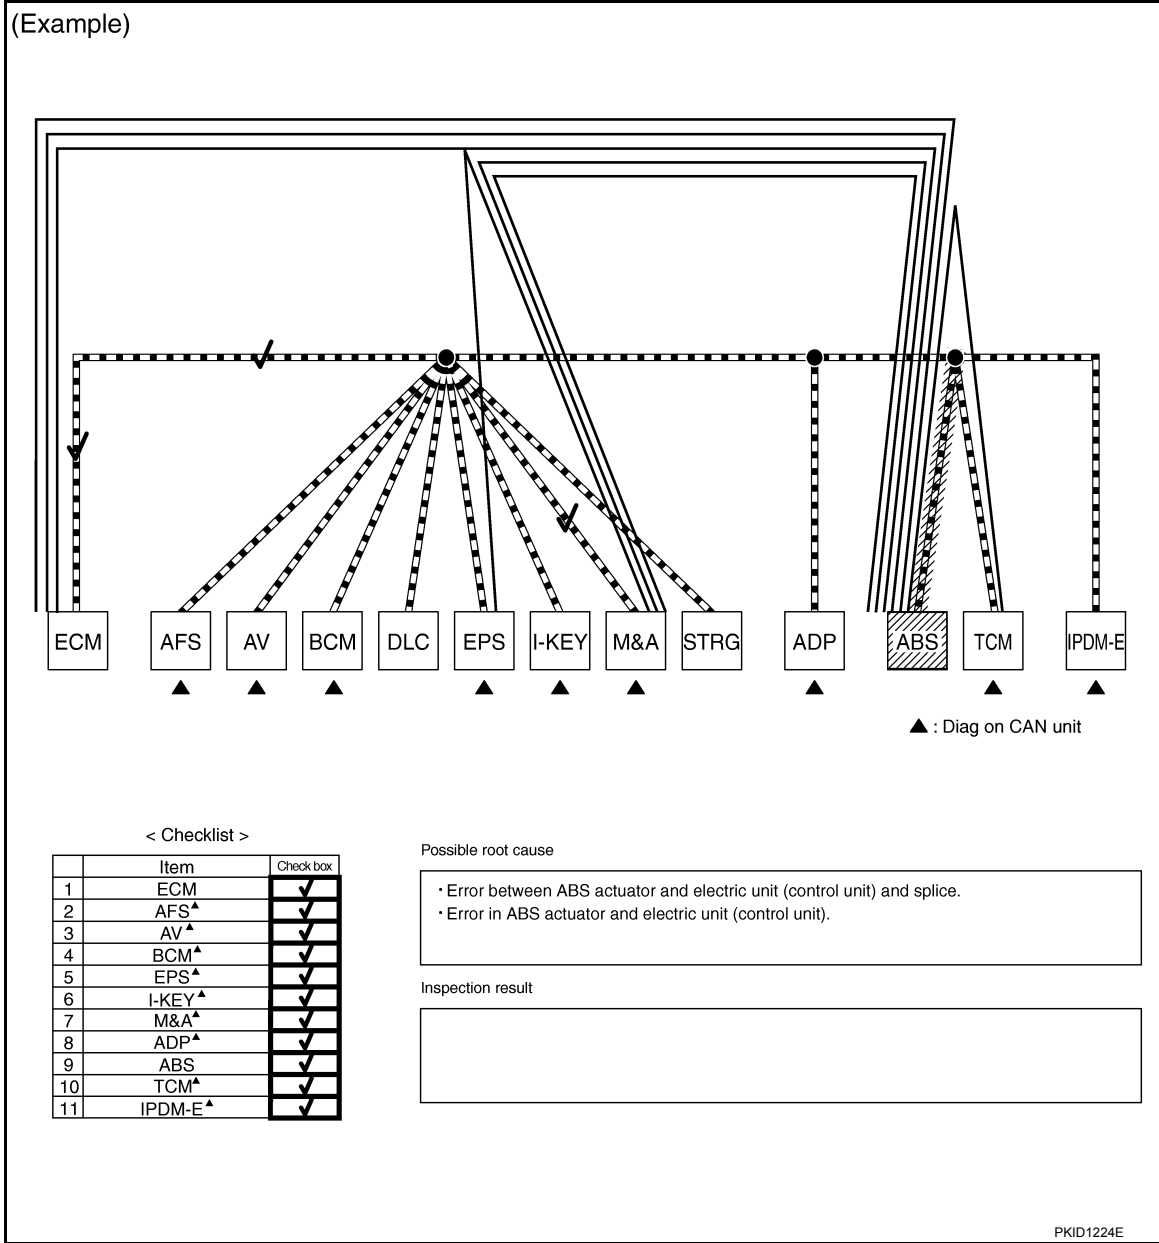 (Example)
ECM AFS AV BCM DLC EPS I-KEY M&A STRG ADP ABS TCM IPDM-E
▲ : Diag on CAN unit
< Checklist >
Item Check box
1 ECM ✓
2 AFS▲ ✓
3 AV▲ ✓
4 BCM▲ ✓
5 EPS▲ ✓
6 I-KEY▲ ✓
7 M&A▲ ✓
8 ADP▲ ✓
9 ABS ✓
10 TCM▲ ✓
11 IPDM-E▲ ✓
Possible root cause
・Error between ABS actuator and electric unit (control unit) and splice.
・Error in ABS actuator and electric unit (control unit).
Inspection result
PKID1224E